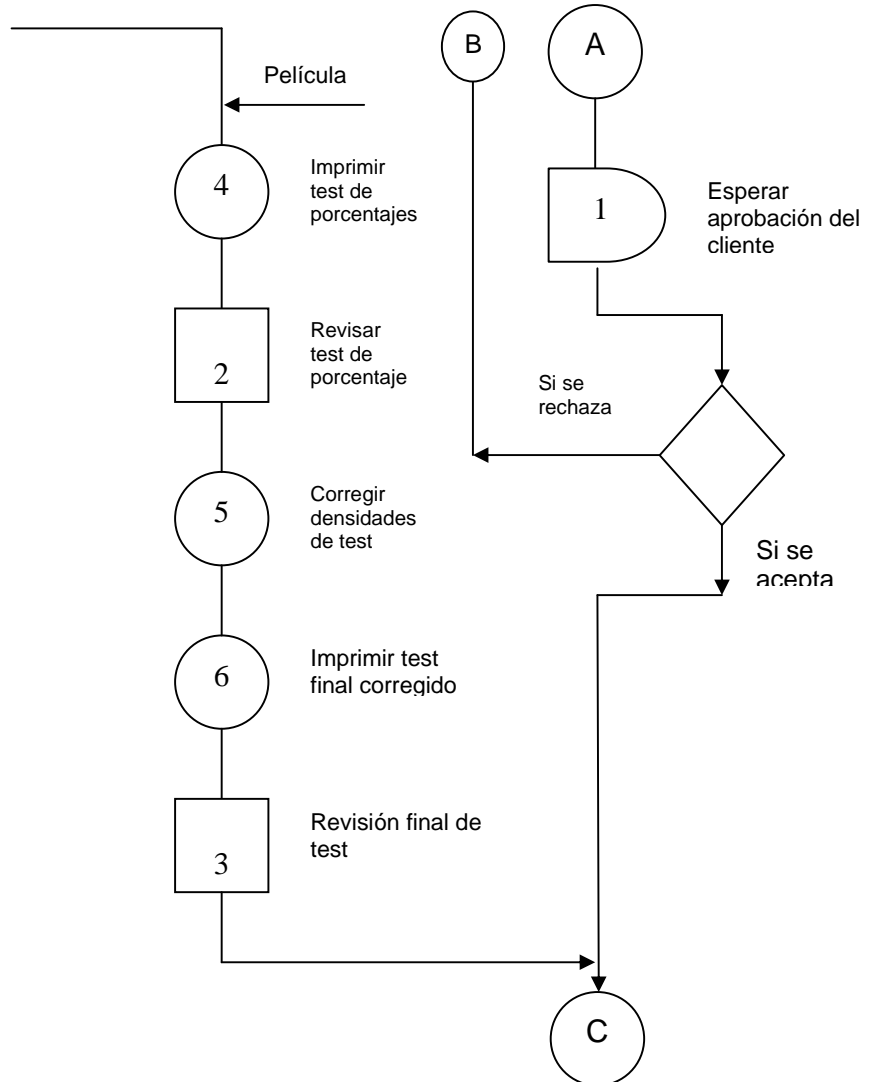 B
A
Película
4
Imprimir
test de
porcentajes
1
Esperar
aprobación del
cliente
2
Revisar
test de
porcentaje
Si se
rechaza
5
Corregir
densidades
de test
Si se
acepta
6
Imprimir test
final corregido
3
Revisión final de
test
C